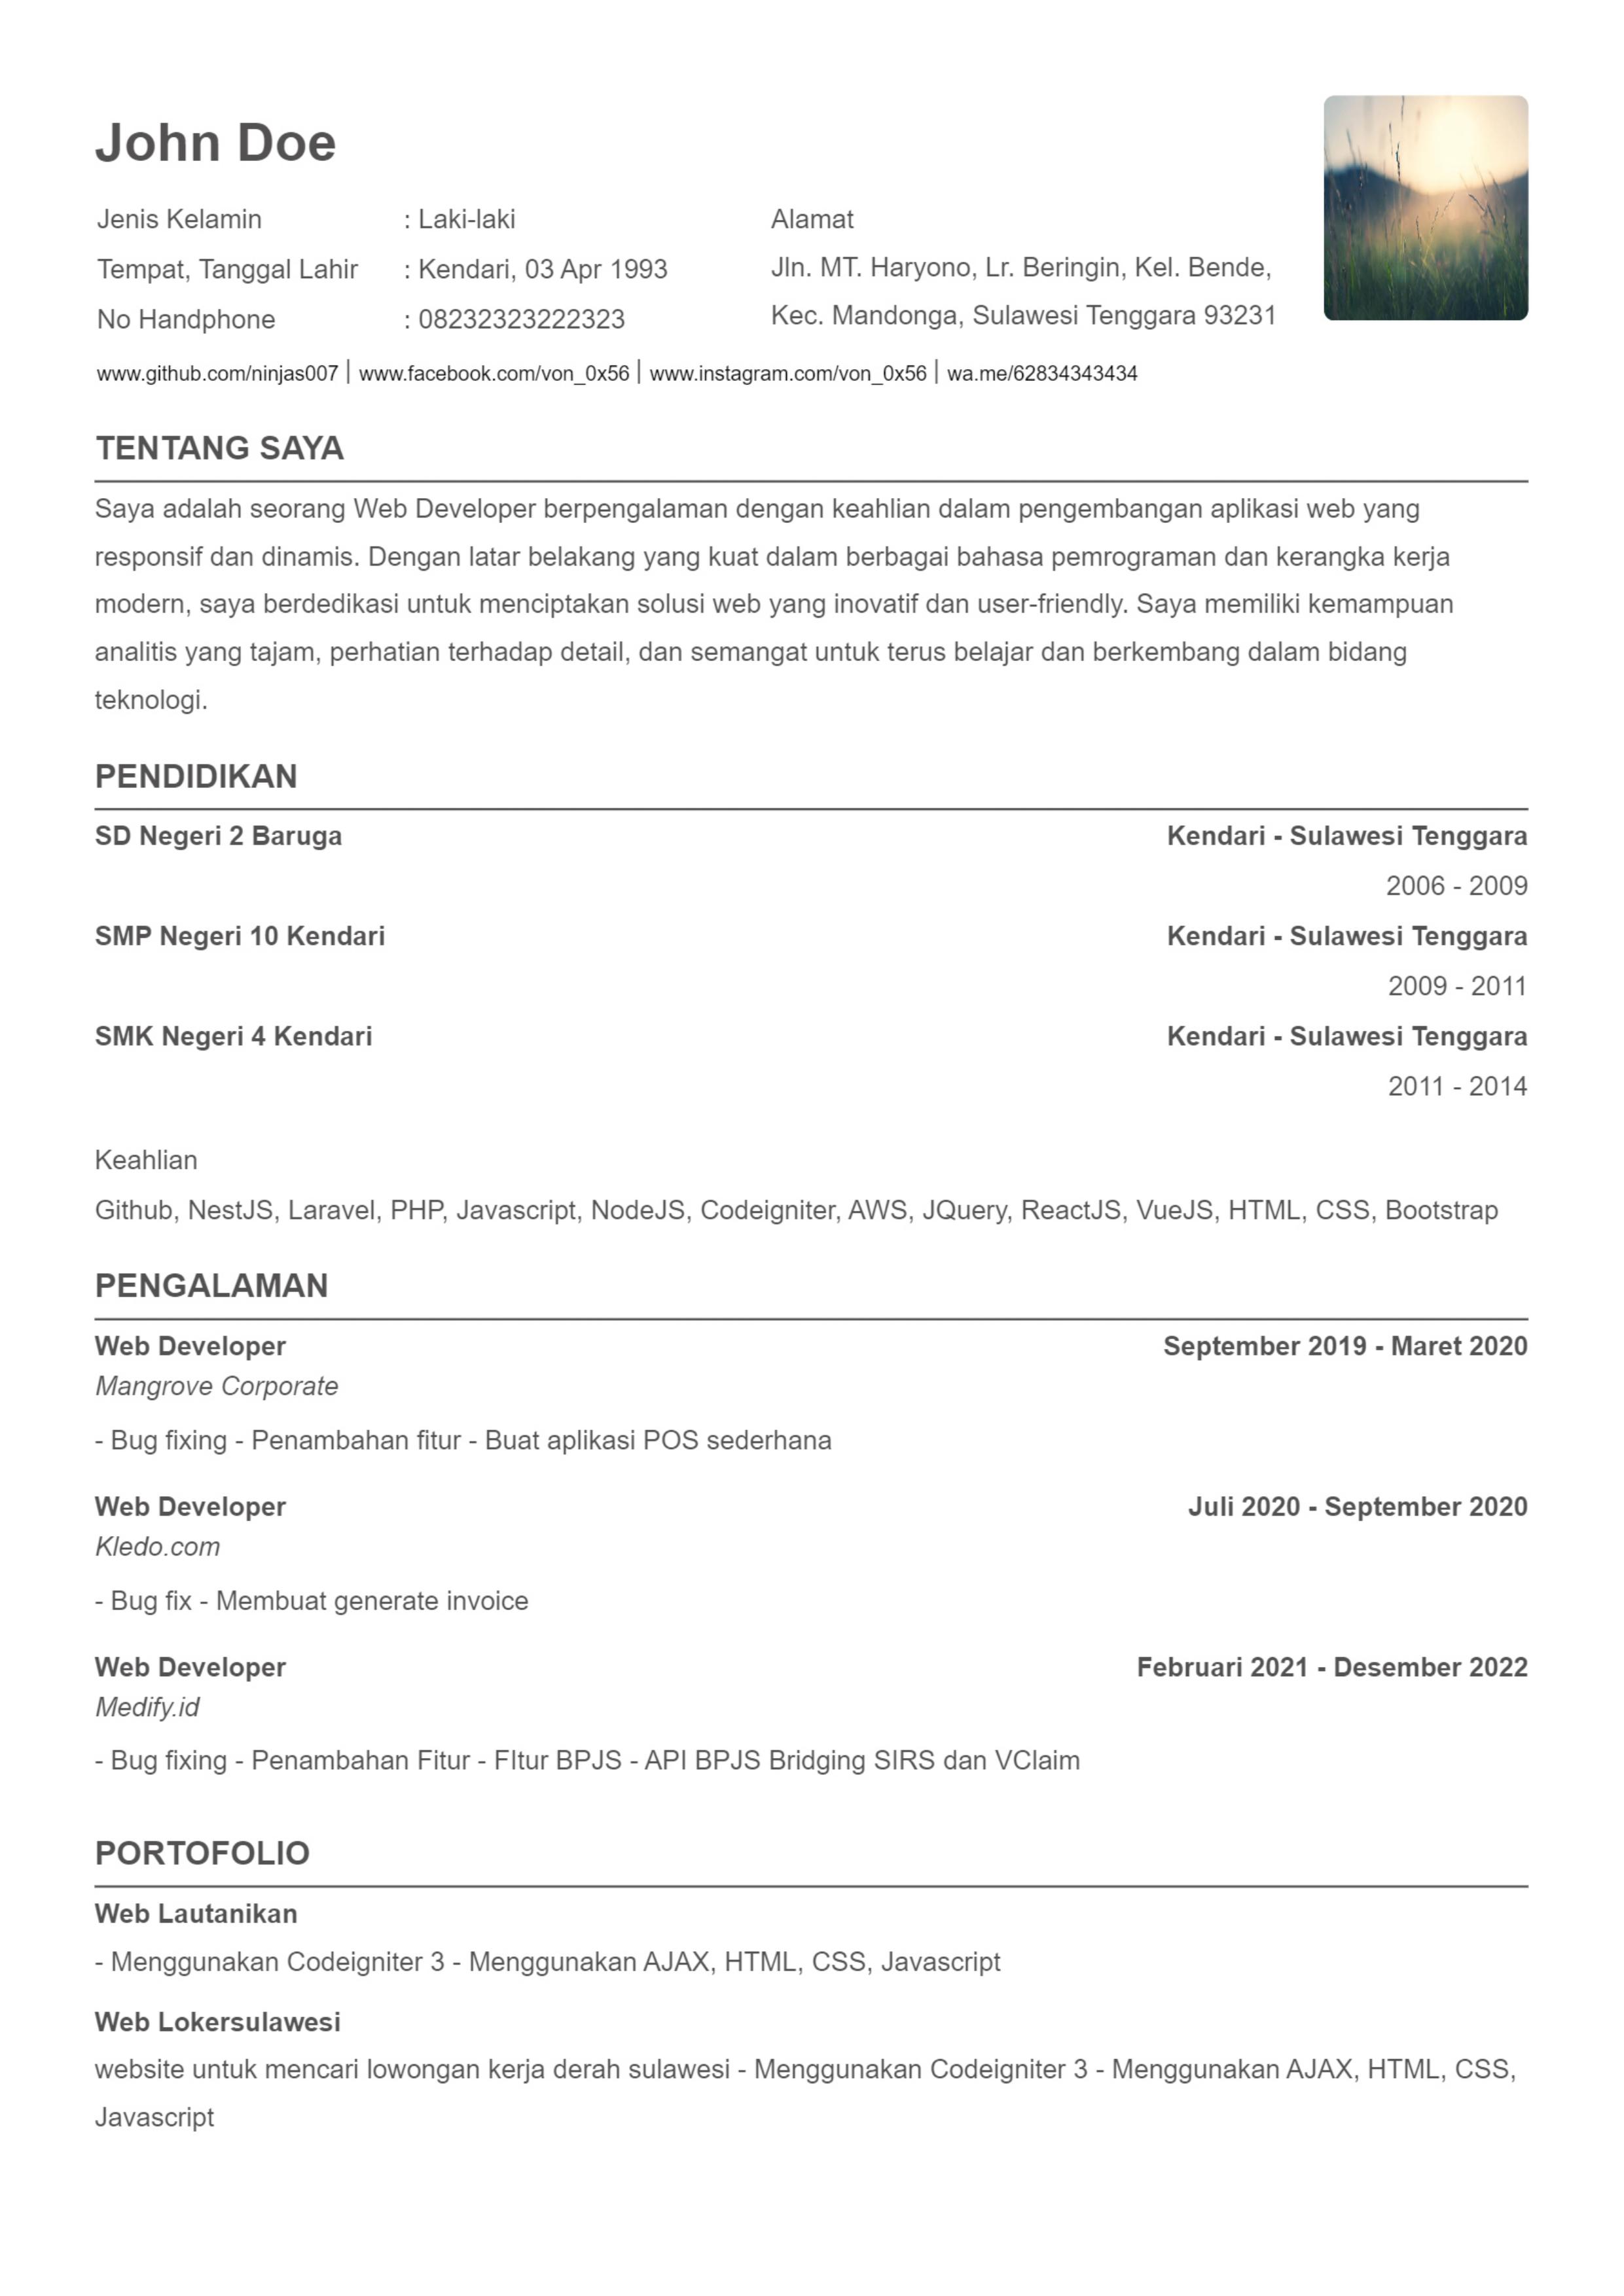 John Doe
Jenis Kelamin : Laki-laki
Tempat, Tanggal Lahir : Kendari, 03 Apr 1993
No Handphone : 08232323222323
Alamat
Jln. MT. Haryono, Lr. Beringin, Kel. Bende,
Kec. Mandonga, Sulawesi Tenggara 93231
www.github.com/ninjas007 | www.facebook.com/von_0x56 | www.instagram.com/von_0x56 | wa.me/62834343434
TENTANG SAYA
Saya adalah seorang Web Developer berpengalaman dengan keahlian dalam pengembangan aplikasi web yang
responsif dan dinamis. Dengan latar belakang yang kuat dalam berbagai bahasa pemrograman dan kerangka kerja
modern, saya berdedikasi untuk menciptakan solusi web yang inovatif dan user-friendly. Saya memiliki kemampuan
analitis yang tajam, perhatian terhadap detail, dan semangat untuk terus belajar dan berkembang dalam bidang
teknologi.
PENDIDIKAN
SD Negeri 2 Baruga Kendari - Sulawesi Tenggara
2006 - 2009
SMP Negeri 10 Kendari Kendari - Sulawesi Tenggara
2009 - 2011
SMK Negeri 4 Kendari Kendari - Sulawesi Tenggara
2011 - 2014
Keahlian
Github, NestJS, Laravel, PHP, Javascript, NodeJS, Codeigniter, AWS, JQuery, ReactJS, VueJS, HTML, CSS, Bootstrap
PENGALAMAN
Web Developer September 2019 - Maret 2020
Mangrove Corporate
- Bug fixing - Penambahan fitur - Buat aplikasi POS sederhana
Web Developer Juli 2020 - September 2020
Kledo.com
- Bug fix - Membuat generate invoice
Web Developer Februari 2021 - Desember 2022
Medify.id
- Bug fixing - Penambahan Fitur - FItur BPJS - API BPJS Bridging SIRS dan VClaim
PORTOFOLIO
Web Lautanikan
- Menggunakan Codeigniter 3 - Menggunakan AJAX, HTML, CSS, Javascript
Web Lokersulawesi
website untuk mencari lowongan kerja derah sulawesi - Menggunakan Codeigniter 3 - Menggunakan AJAX, HTML, CSS,
Javascript